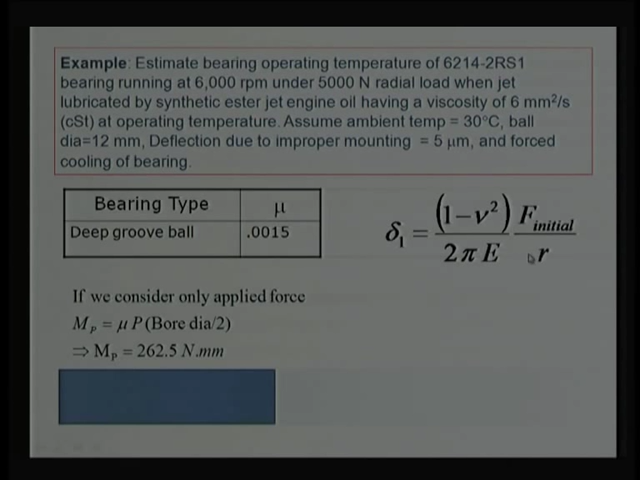 Example: Estimate bearing operating temperature of 6214-2RS1
bearing running at 6,000 rpm under 5000 N radial load when jet
lubricated by synthetic ester jet engine oil having a viscosity of 6 mm²/s
(cSt) at operating temperature. Assume ambient temp = 30°C, ball
dia=12 mm, Deflection due to improper mounting = 5 μm, and forced
cooling of bearing.
Bearing Type μ
Deep groove ball .0015
δ₁ = (1−ν²) / 2πE F_initial / r
If we consider only applied force
M_P = μ P(Bore dia/2)
⇒ M_P = 262.5 N.mm